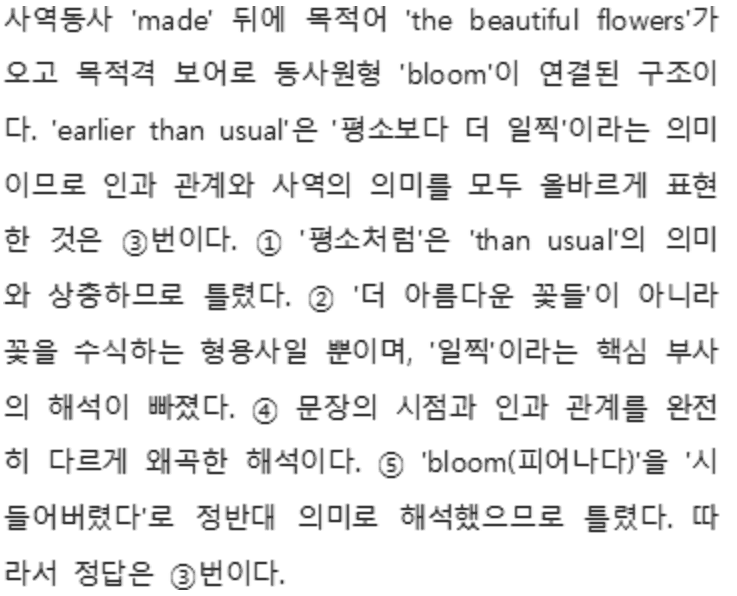 사역동사 'made' 뒤에 목적어 'the beautiful flowers'가
오고 목적격 보어로 동사원형 'bloom'이 연결된 구조이
다. 'earlier than usual'은 '평소보다 더 일찍'이라는 의미
이므로 인과 관계와 사역의 의미를 모두 올바르게 표현
한 것은 ③번이다. ① '평소처럼'은 'than usual'의 의미
와 상충하므로 틀렸다. ② '더 아름다운 꽃들'이 아니라
꽃을 수식하는 형용사일 뿐이며, '일찍'이라는 핵심 부사
의 해석이 빠졌다. ④ 문장의 시점과 인과 관계를 완전
히 다르게 왜곡한 해석이다. ⑤ 'bloom(피어나다)'을 '시
들어버렸다'로 정반대 의미로 해석했으므로 틀렸다. 따
라서 정답은 ③번이다.